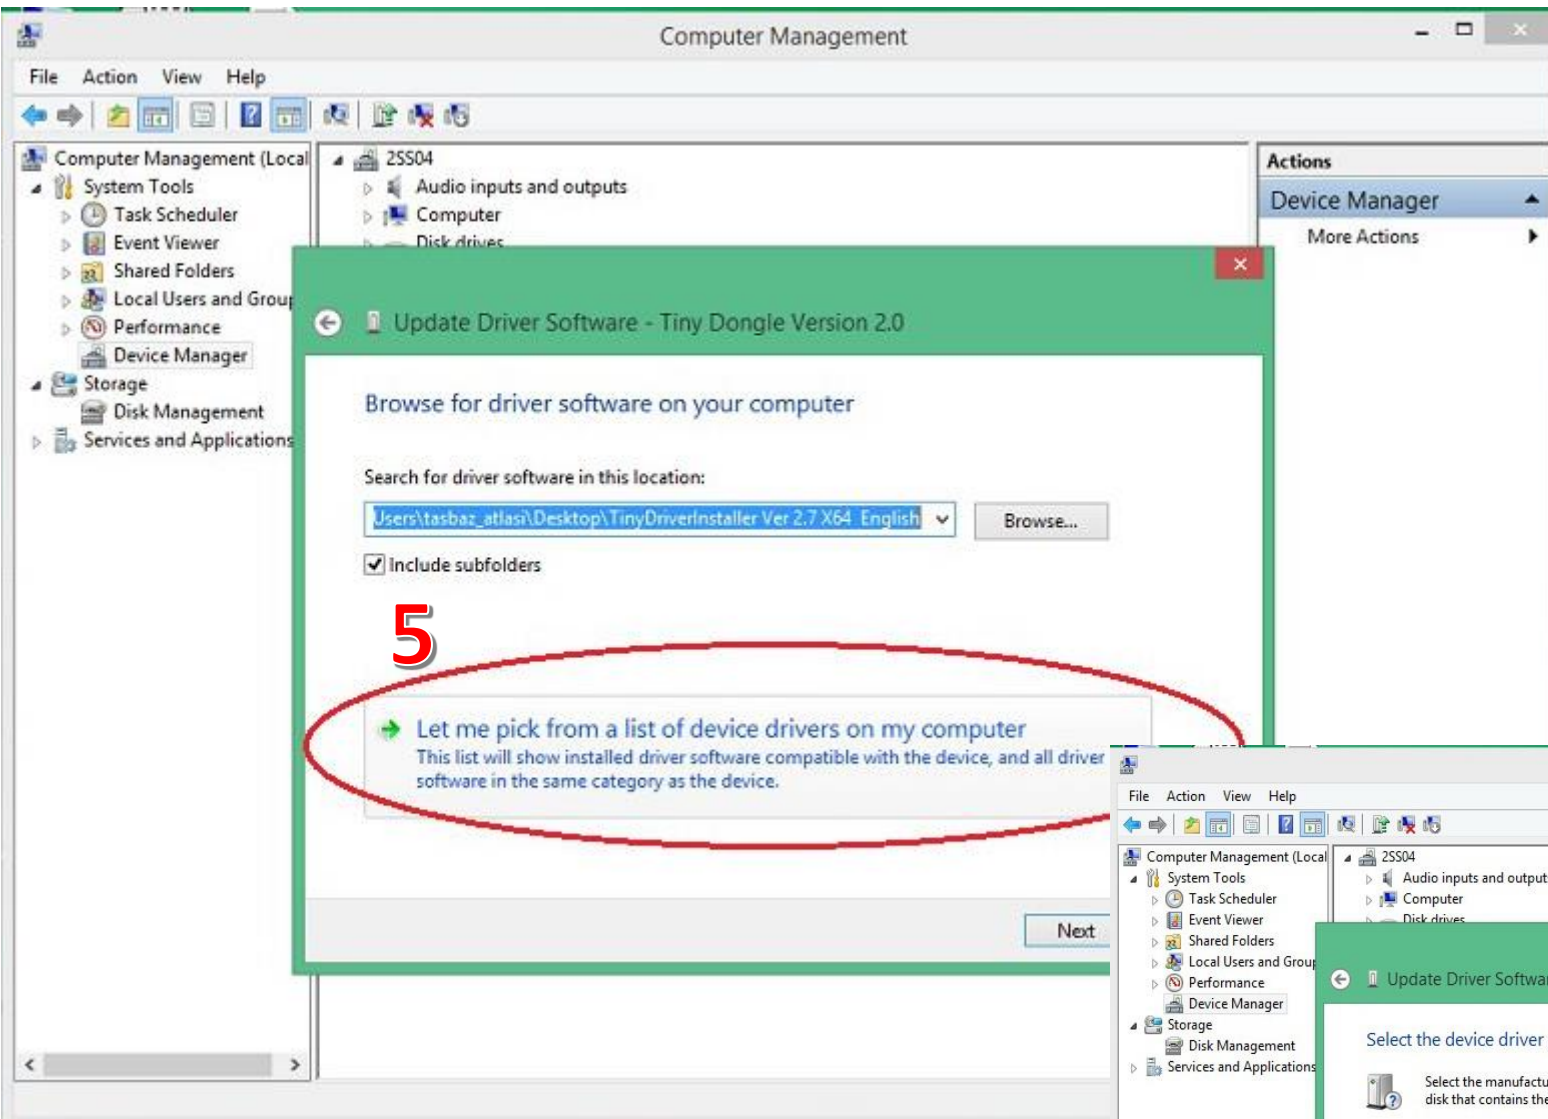 Computer Management
File Action View Help
Computer Management (Local
System Tools
Task Scheduler
Event Viewer
Shared Folders
Local Users and Group
Performance
Device Manager
Storage
Disk Management
Services and Applications
2SS04
Audio inputs and outputs
Computer
Disk drives
Actions
Device Manager
More Actions
Update Driver Software - Tiny Dongle Version 2.0
Browse for driver software on your computer
Search for driver software in this location:
Users\tasbaz_atlasi\Desktop\TinyDriverInstaller Ver 2.7 X64 English
Browse...
Include subfolders
5
Let me pick from a list of device drivers on my computer
This list will show installed driver software compatible with the device, and all driver
software in the same category as the device.
Next
File Action View Help
Computer Management (Local
System Tools
Task Scheduler
Event Viewer
Shared Folders
Local Users and Group
Performance
Device Manager
Storage
Disk Management
Services and Applications
2SS04
Audio inputs and output
Computer
Disk drives
Update Driver Softwar
Select the device driver
Select the manufactu
disk that contains the